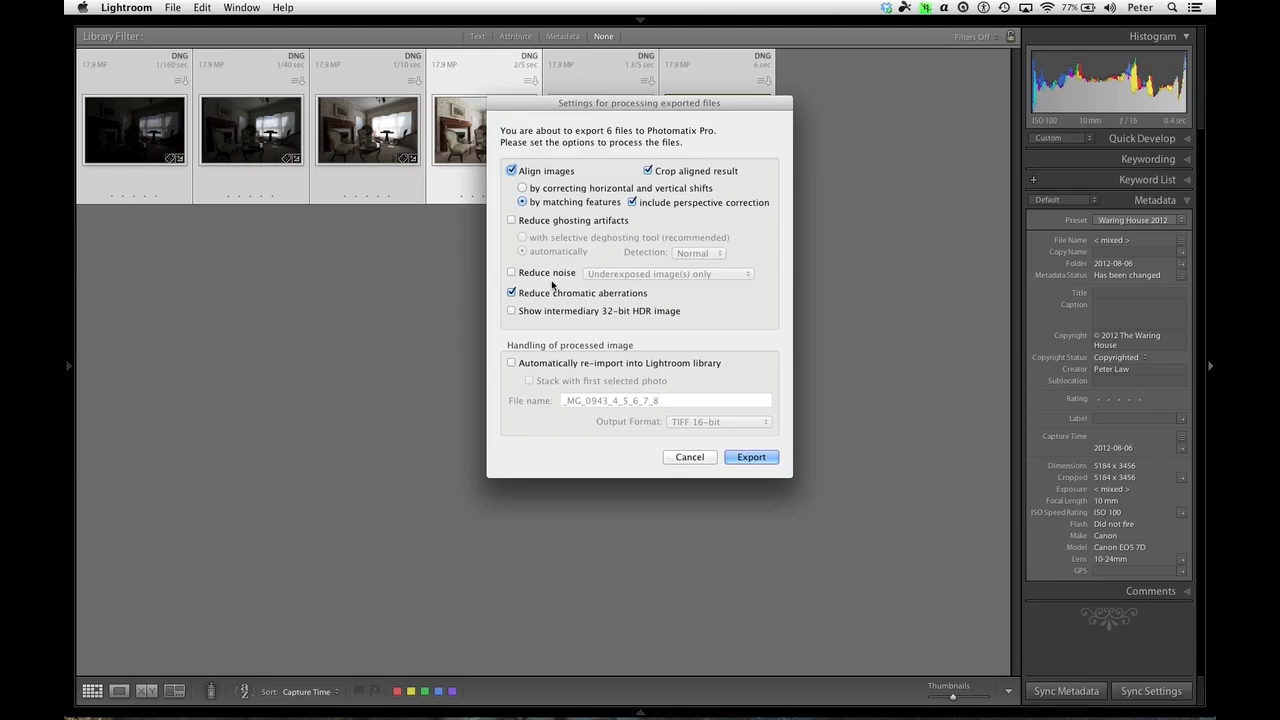 Lightroom File Edit Window Help 77% Peter
Library Filter : Text Attribute Metadata None Filters Off
Histogram
DNG DNG DNG DNG DNG DNG
17.9 MP 1/160 sec 17.9 MP 1/40 sec 17.9 MP 1/10 sec 17.9 MP 2/5 sec 17.9 MP 1 3/5 sec 17.9 MP 6 sec
ISO 100 10 mm f / 16 0.4 sec
Custom Quick Develop
Keywording
Keyword List
Default Metadata
Preset Waring House 2012
File Name < mixed >
Copy Name
Folder 2012-08-06
Metadata Status Has been changed
Title
Caption
Copyright © 2012 The Waring
House
Copyright Status Copyrighted
Creator Peter Law
Sublocation
Rating
Label
Capture Time
2012-08-06
Dimensions 5184 x 3456
Cropped 5184 x 3456
Exposure < mixed >
Focal Length 10 mm
ISO Speed Rating ISO 100
Flash Did not fire
Make Canon
Model Canon EOS 7D
Lens 10-24mm
GPS
Comments
Settings for processing exported files
You are about to export 6 files to Photomatix Pro.
Please set the options to process the files.
Align images Crop aligned result
by correcting horizontal and vertical shifts
by matching features include perspective correction
Reduce ghosting artifacts
with selective deghosting tool (recommended)
automatically Detection: Normal
Reduce noise Underexposed image(s) only
Reduce chromatic aberrations
Show intermediary 32-bit HDR image
Handling of processed image
Automatically re-import into Lightroom library
Stack with first selected photo
File name: _MG_0943_4_5_6_7_8
Output Format: TIFF 16-bit
Cancel Export
Sort: Capture Time Thumbnails
Sync Metadata Sync Settings